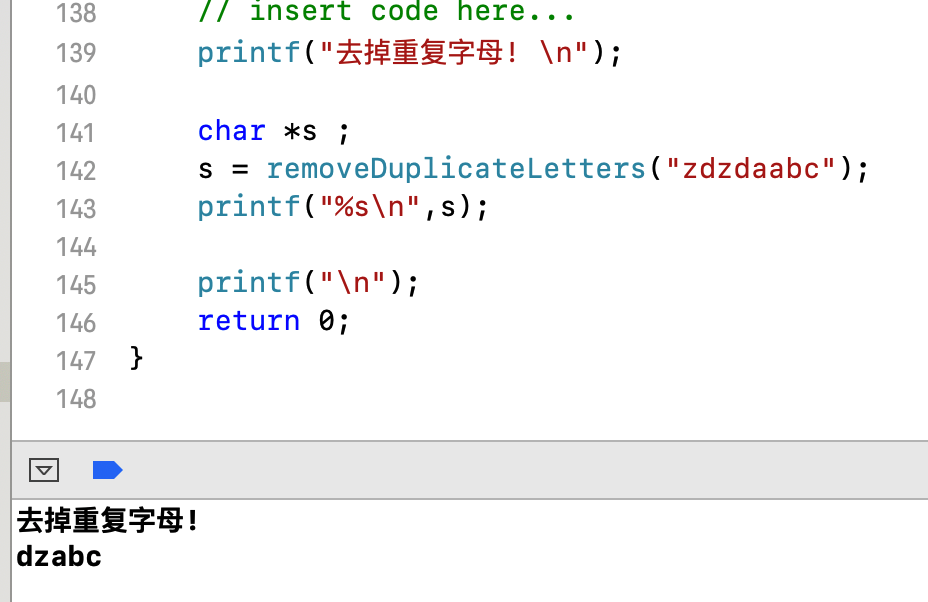 138 // insert code here...
139 printf("去掉重复字母! \n");
140
141 char *s ;
142 s = removeDuplicateLetters("zdzdaabc");
143 printf("%s\n",s);
144
145 printf("\n");
146 return 0;
147 }
148
去掉重复字母!
dzabc